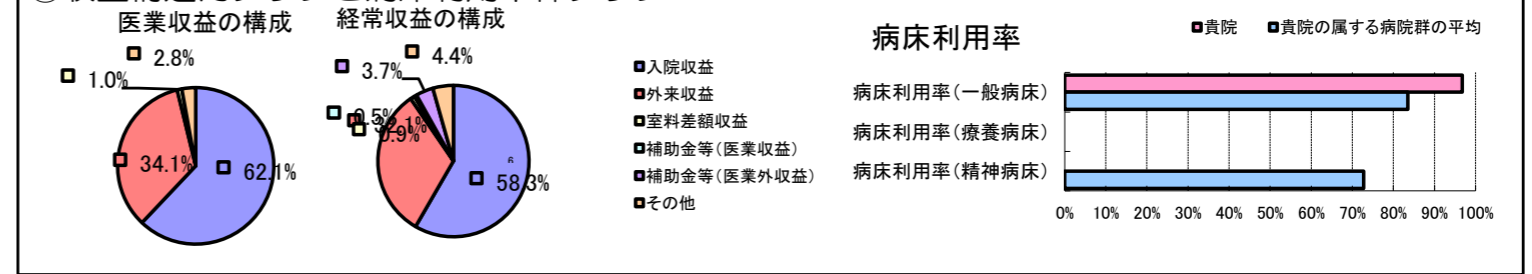 医業収益の構成
2.8%
1.0%
34.1%
62.1%
経常収益の構成
4.4%
3.7%
0.5%
32.1%
0.9%
58.3%
入院収益
外来収益
室料差額収益
補助金等(医業収益)
補助金等(医業外収益)
その他
病床利用率
貴院
貴院の属する病院群の平均
病床利用率(一般病床)
病床利用率(療養病床)
病床利用率(精神病床)
0% 10% 20% 30% 40% 50% 60% 70% 80% 90% 100%